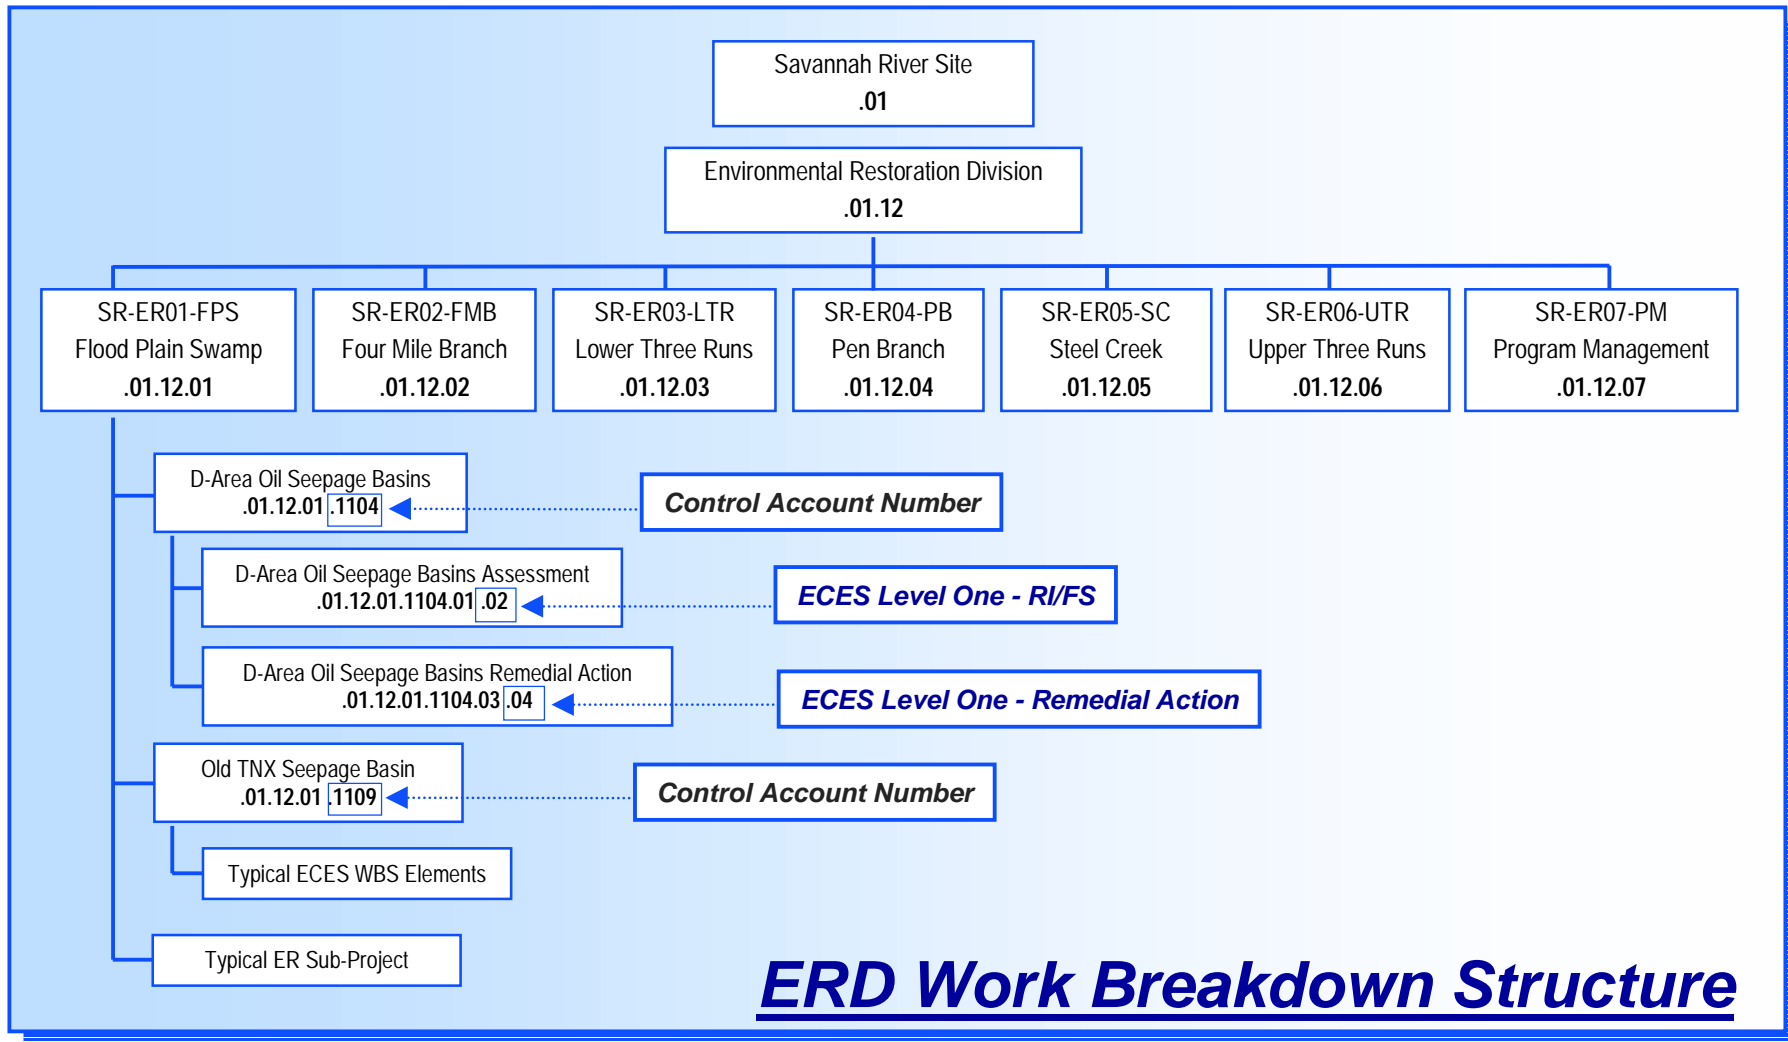 Savannah River Site
.01
Environmental Restoration Division
.01.12
SR-ER01-FPS
Flood Plain Swamp
.01.12.01
SR-ER02-FMB
Four Mile Branch
.01.12.02
SR-ER03-LTR
Lower Three Runs
.01.12.03
SR-ER04-PB
Pen Branch
.01.12.04
SR-ER05-SC
Steel Creek
.01.12.05
SR-ER06-UTR
Upper Three Runs
.01.12.06
SR-ER07-PM
Program Management
.01.12.07
D-Area Oil Seepage Basins
.01.12.01 .1104
Control Account Number
D-Area Oil Seepage Basins Assessment
.01.12.01.1104.01 .02
ECES Level One - RI/FS
D-Area Oil Seepage Basins Remedial Action
.01.12.01.1104.03 .04
ECES Level One - Remedial Action
Old TNX Seepage Basin
.01.12.01 .1109
Control Account Number
Typical ECES WBS Elements
Typical ER Sub-Project
ERD Work Breakdown Structure